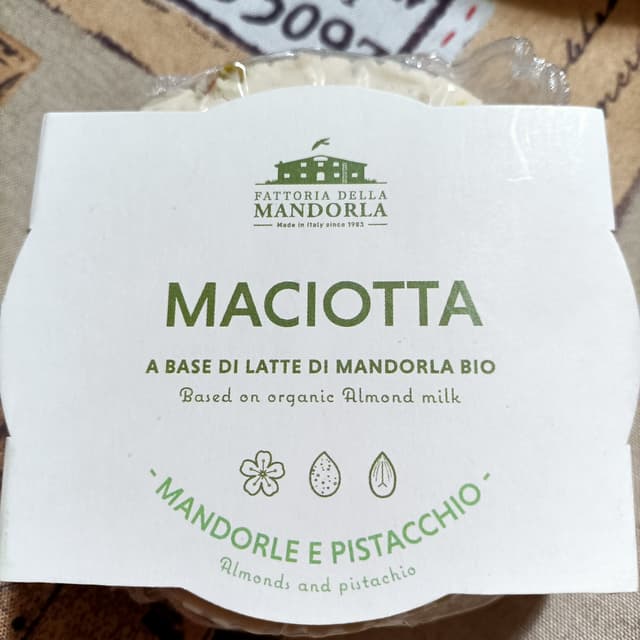 FATTORIA DELLA
MANDORLA
Made in Italy since 1983
MACIOTTA
A BASE DI LATTE DI MANDORLA BIO
Based on organic Almond milk
- MANDORLE E PISTACCHIO -
Almonds and pistachio